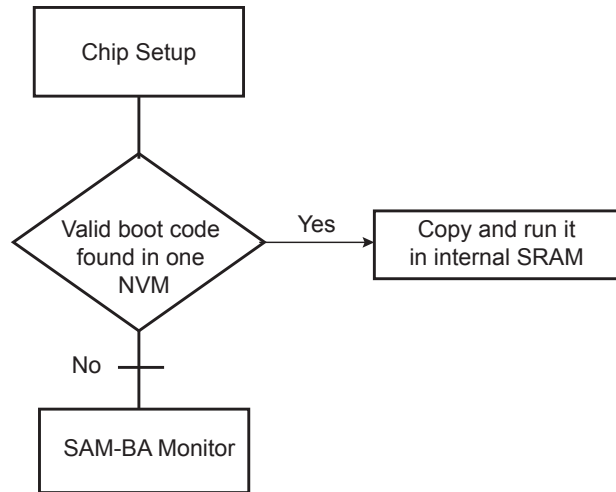 Chip Setup
Valid boot code
found in one
NVM
Yes
Copy and run it
in internal SRAM
No
SAM-BA Monitor